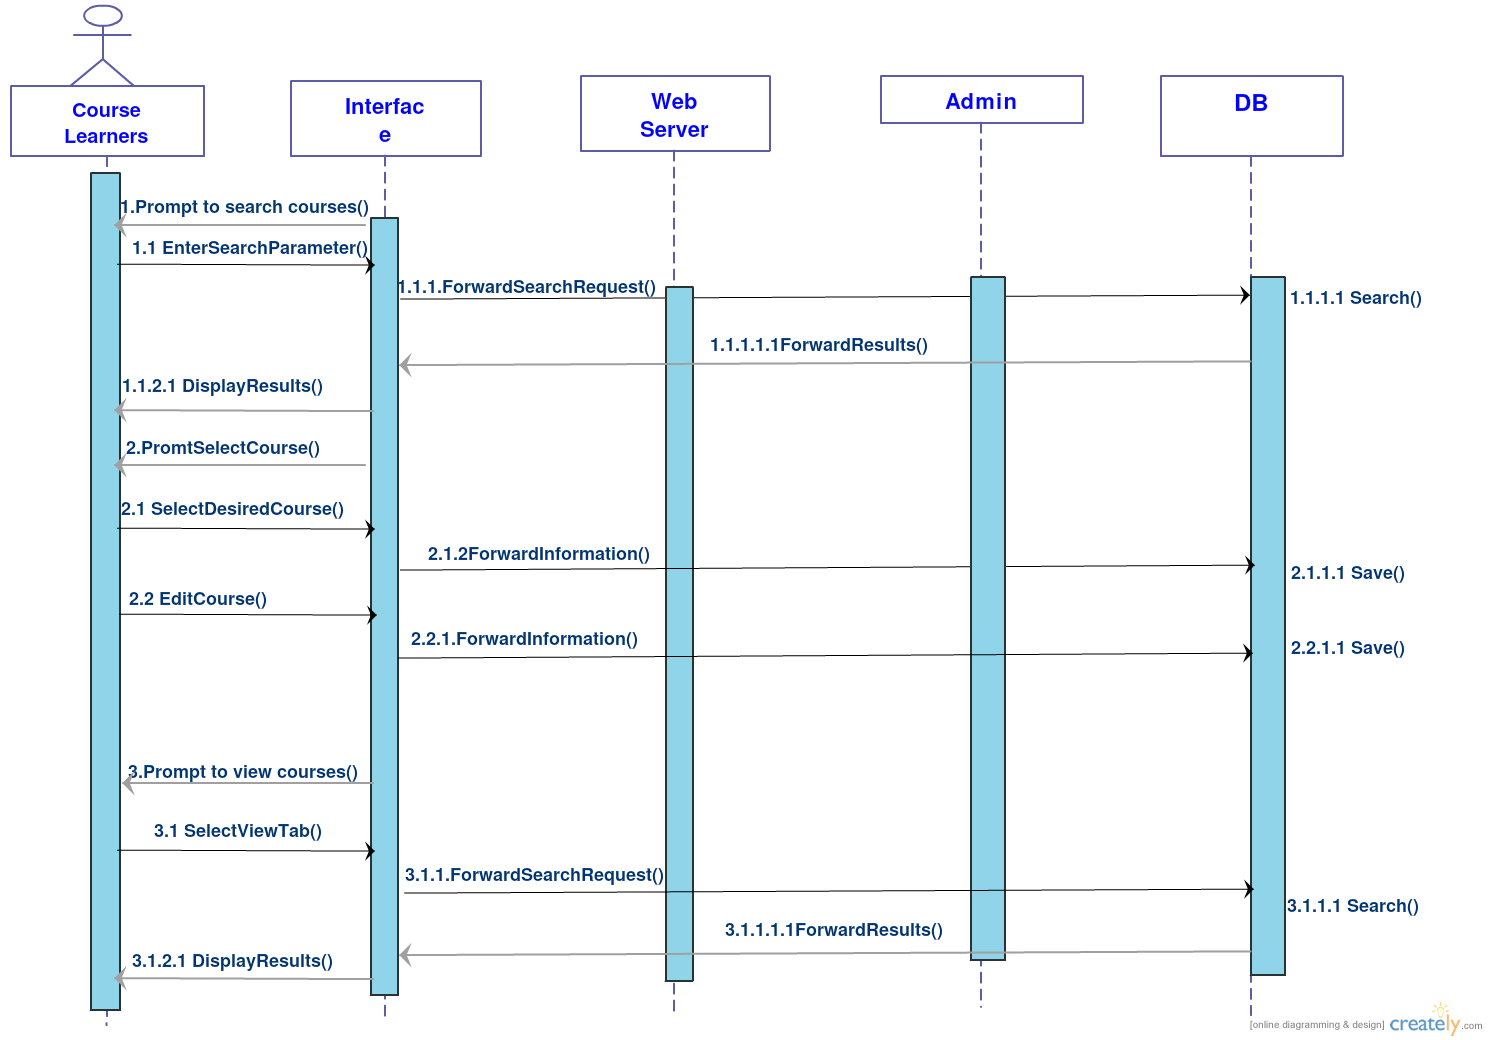 Course
Learners
Interfac
e
Web
Server
Admin
DB
1.Prompt to search courses()
1.1 EnterSearchParameter()
1.1.1.ForwardSearchRequest()
1.1.1.1 Search()
1.1.1.1.1ForwardResults()
1.1.2.1 DisplayResults()
2.PromtSelectCourse()
2.1 SelectDesiredCourse()
2.1.2ForwardInformation()
2.1.1.1 Save()
2.2 EditCourse()
2.2.1.ForwardInformation()
2.2.1.1 Save()
3.Prompt to view courses()
3.1 SelectViewTab()
3.1.1.ForwardSearchRequest()
3.1.1.1 Search()
3.1.1.1.1ForwardResults()
3.1.2.1 DisplayResults()
[online diagramming & design] creately.com